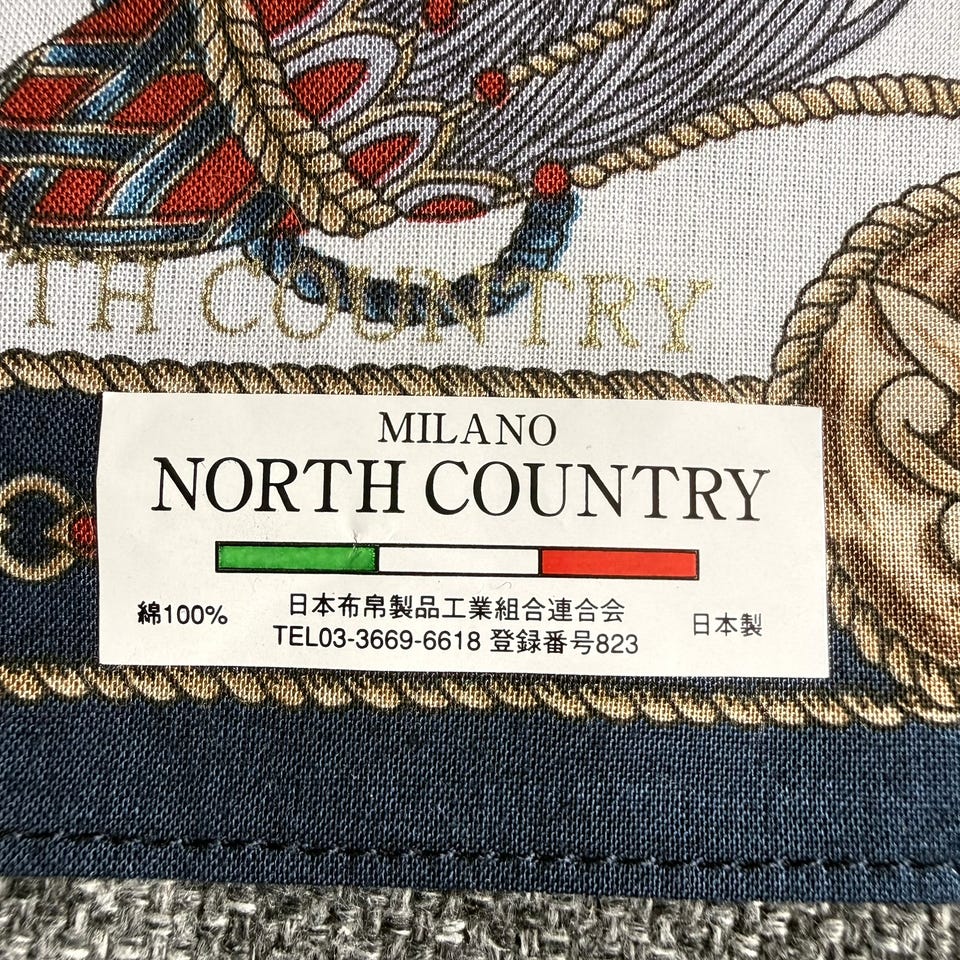 TH COUNTRY
MILANO
NORTH COUNTRY
綿100%
日本布帛製品工業組合連合会
TEL03-3669-6618 登録番号823
日本製